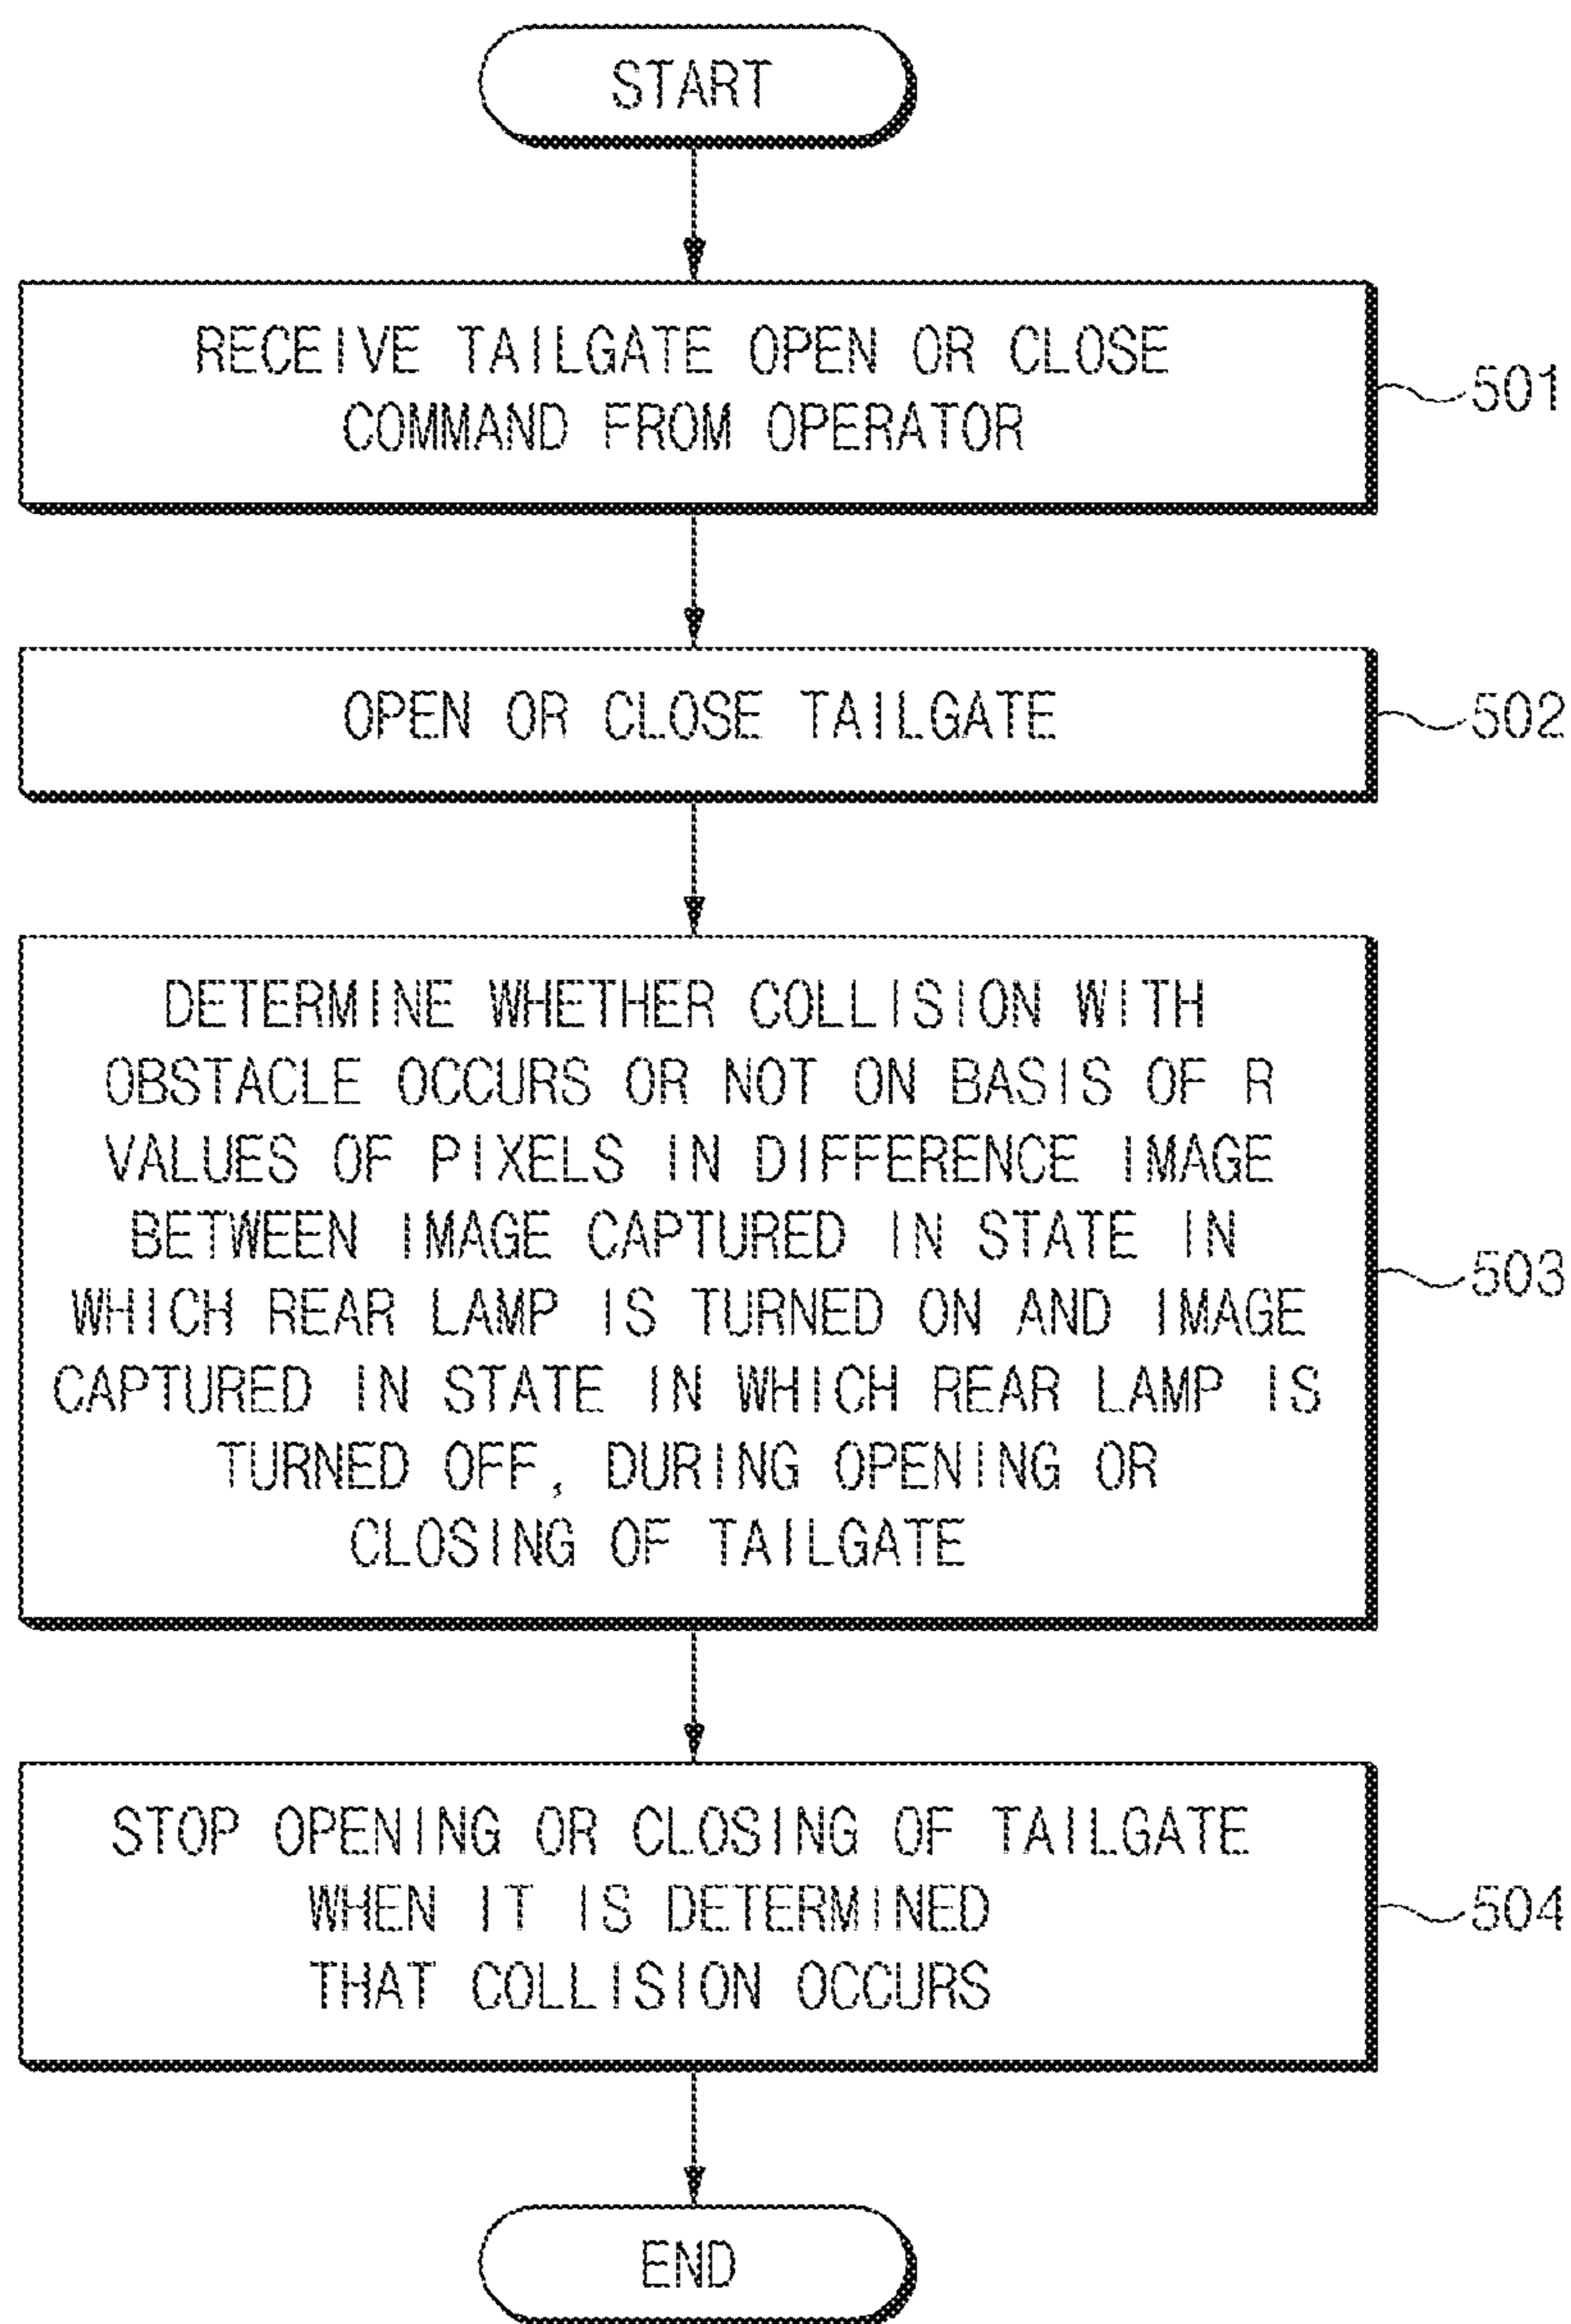 START
RECEIVE TAILGATE OPEN OR CLOSE
COMMAND FROM OPERATOR
501
OPEN OR CLOSE TAILGATE
502
DETERMINE WHETHER COLLISION WITH
OBSTACLE OCCURS OR NOT ON BASIS OF R
VALUES OF PIXELS IN DIFFERENCE IMAGE
BETWEEN IMAGE CAPTURED IN STATE IN
WHICH REAR LAMP IS TURNED ON AND IMAGE
CAPTURED IN STATE IN WHICH REAR LAMP IS
TURNED OFF, DURING OPENING OR
CLOSING OF TAILGATE
503
STOP OPENING OR CLOSING OF TAILGATE
WHEN IT IS DETERMINED
THAT COLLISION OCCURS
504
END